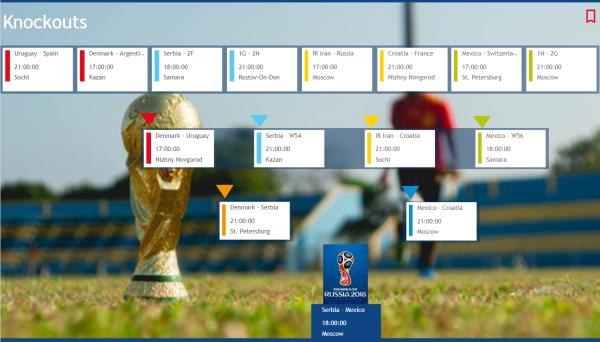 Knockouts
Uruguay - Spain
21:00:00
Sochi
Denmark - Argenti...
17:00:00
Kazan
Serbia - 2F
18:00:00
Samara
1G - 2H
21:00:00
Rostov-On-Don
IR Iran - Russia
17:00:00
Moscow
Croatia - France
21:00:00
Nizhny Novgorod
Mexico - Switzerla...
17:00:00
St. Petersburg
1H - 2G
21:00:00
Moscow
Denmark - Uruguay
17:00:00
Nizhny Novgorod
Serbia - W54
21:00:00
Kazan
IR Iran - Croatia
21:00:00
Sochi
Mexico - W56
18:00:00
Samara
Denmark - Serbia
21:00:00
St. Petersburg
Mexico - Croatia
21:00:00
Moscow
FIFA WORLD CUP
RUSSIA 2018
Serbia - Mexico
18:00:00
Moscow